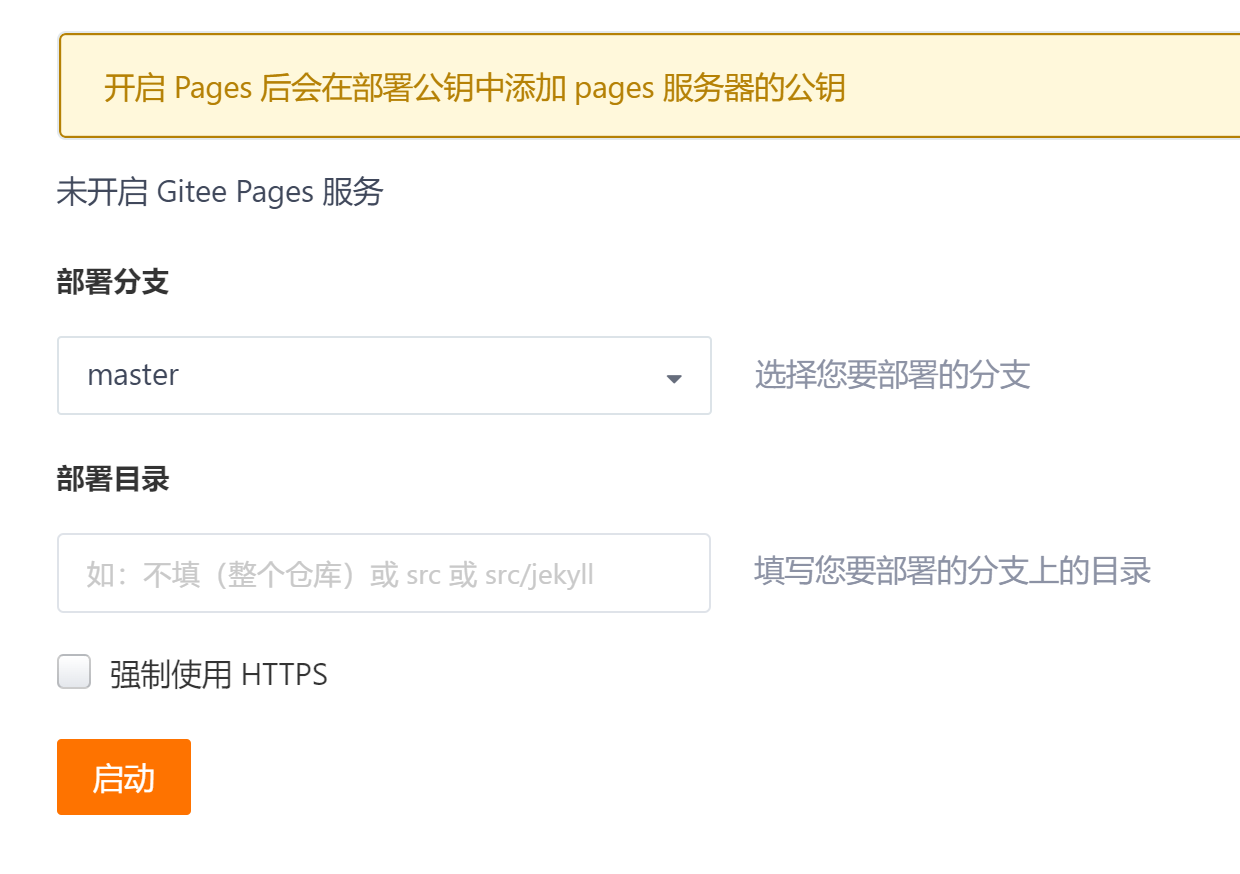 开启 Pages 后会在部署公钥中添加 pages 服务器的公钥
未开启 Gitee Pages 服务
部署分支
master
选择您要部署的分支
部署目录
如：不填（整个仓库）或 src 或 src/jekyll
填写您要部署的分支上的目录
强制使用 HTTPS
启动